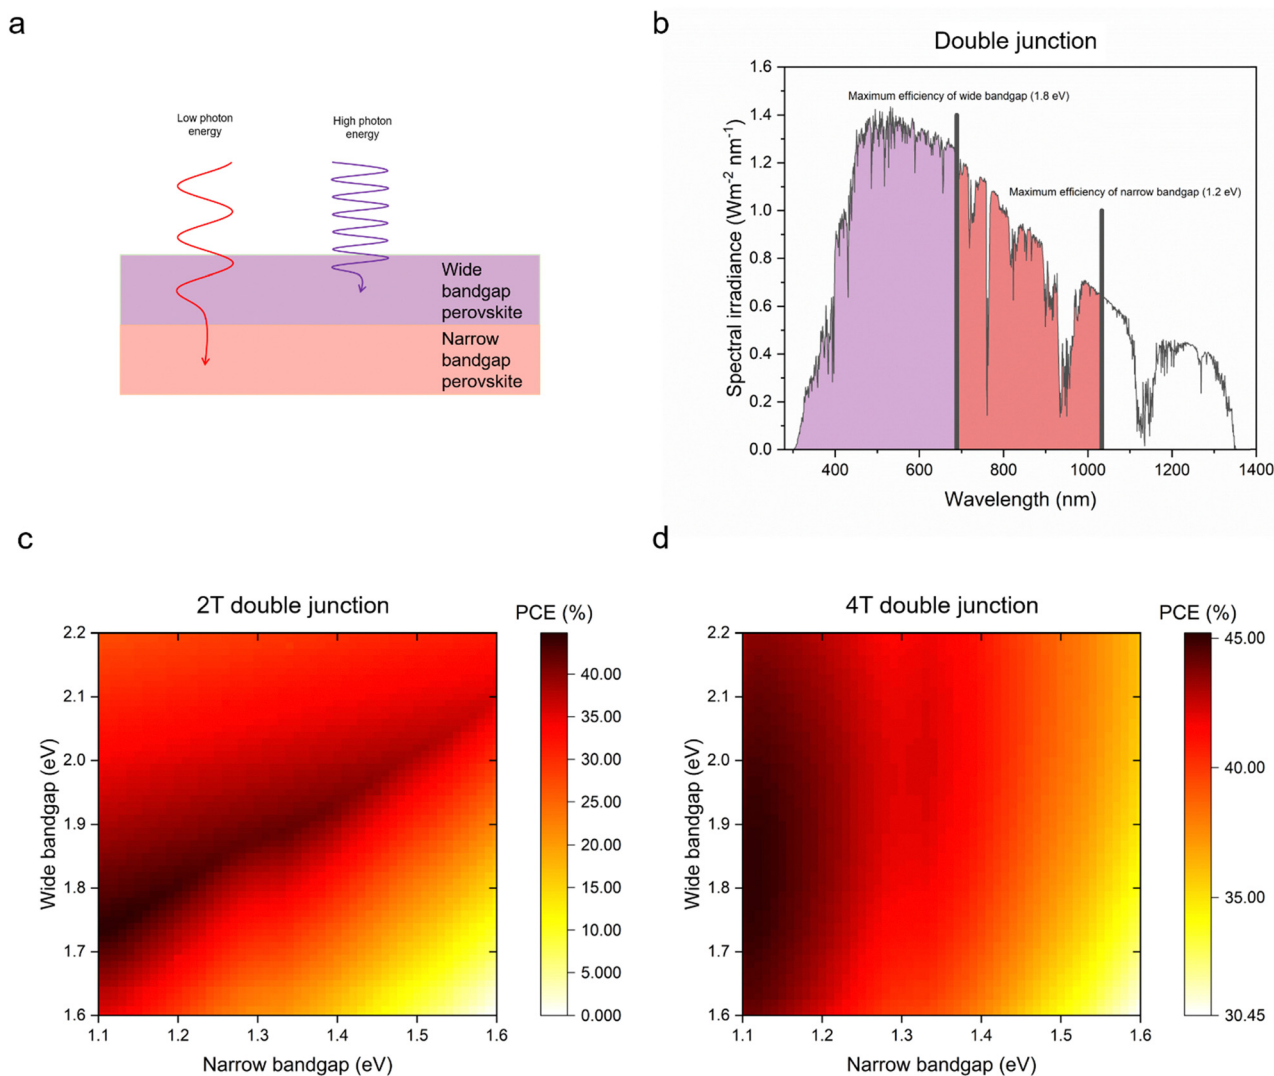 a
Low photon
energy
High photon
energy
Wide
bandgap
perovskite
Narrow
bandgap
perovskite
b
Double junction
Maximum efficiency of wide bandgap (1.8 eV)
Maximum efficiency of narrow bandgap (1.2 eV)
Spectral irradiance (Wm-2 nm-1)
1.6
1.4
1.2
1.0
0.8
0.6
0.4
0.2
0.0
400 600 800 1000 1200 1400
Wavelength (nm)
c
2T double junction
PCE (%)
Wide bandgap (eV)
2.2
2.1
2.0
1.9
1.8
1.7
1.6
1.1 1.2 1.3 1.4 1.5 1.6
Narrow bandgap (eV)
40.00
35.00
30.00
25.00
20.00
15.00
10.00
5.000
0.000
d
4T double junction
PCE (%)
Wide bandgap (eV)
2.2
2.1
2.0
1.9
1.8
1.7
1.6
1.1 1.2 1.3 1.4 1.5 1.6
Narrow bandgap (eV)
45.00
40.00
35.00
30.45